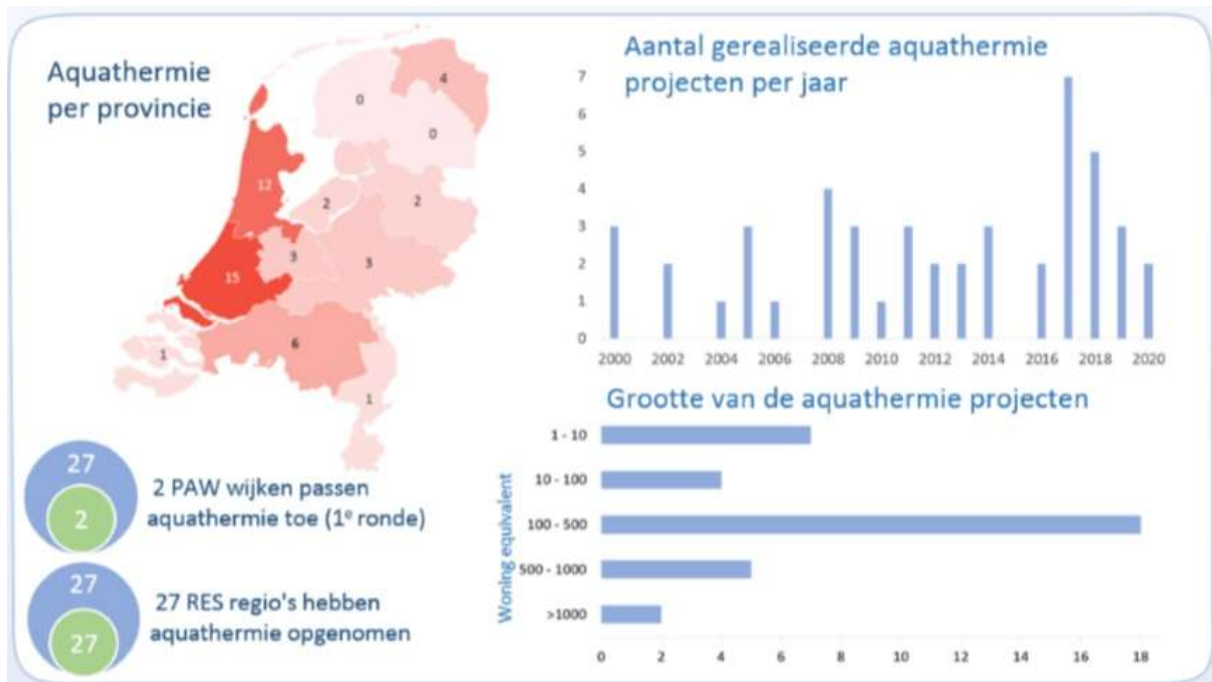 Aquathermie
per provincie
4
0
0
12
2
2
3
3
15
6
1
1
27
2
2 PAW wijken passen
aquathermie toe (1e ronde)
27
27
27 RES regio's hebben
aquathermie opgenomen
Aantal gerealiseerde aquathermie
projecten per jaar
7
6
5
4
3
2
1
0
2000 2002 2004 2006 2008 2010 2012 2014 2016 2018 2020
Grootte van de aquathermie projecten
Woning equivalent
1 - 10
10 - 100
100 - 500
500 - 1000
>1000
0 2 4 6 8 10 12 14 16 18